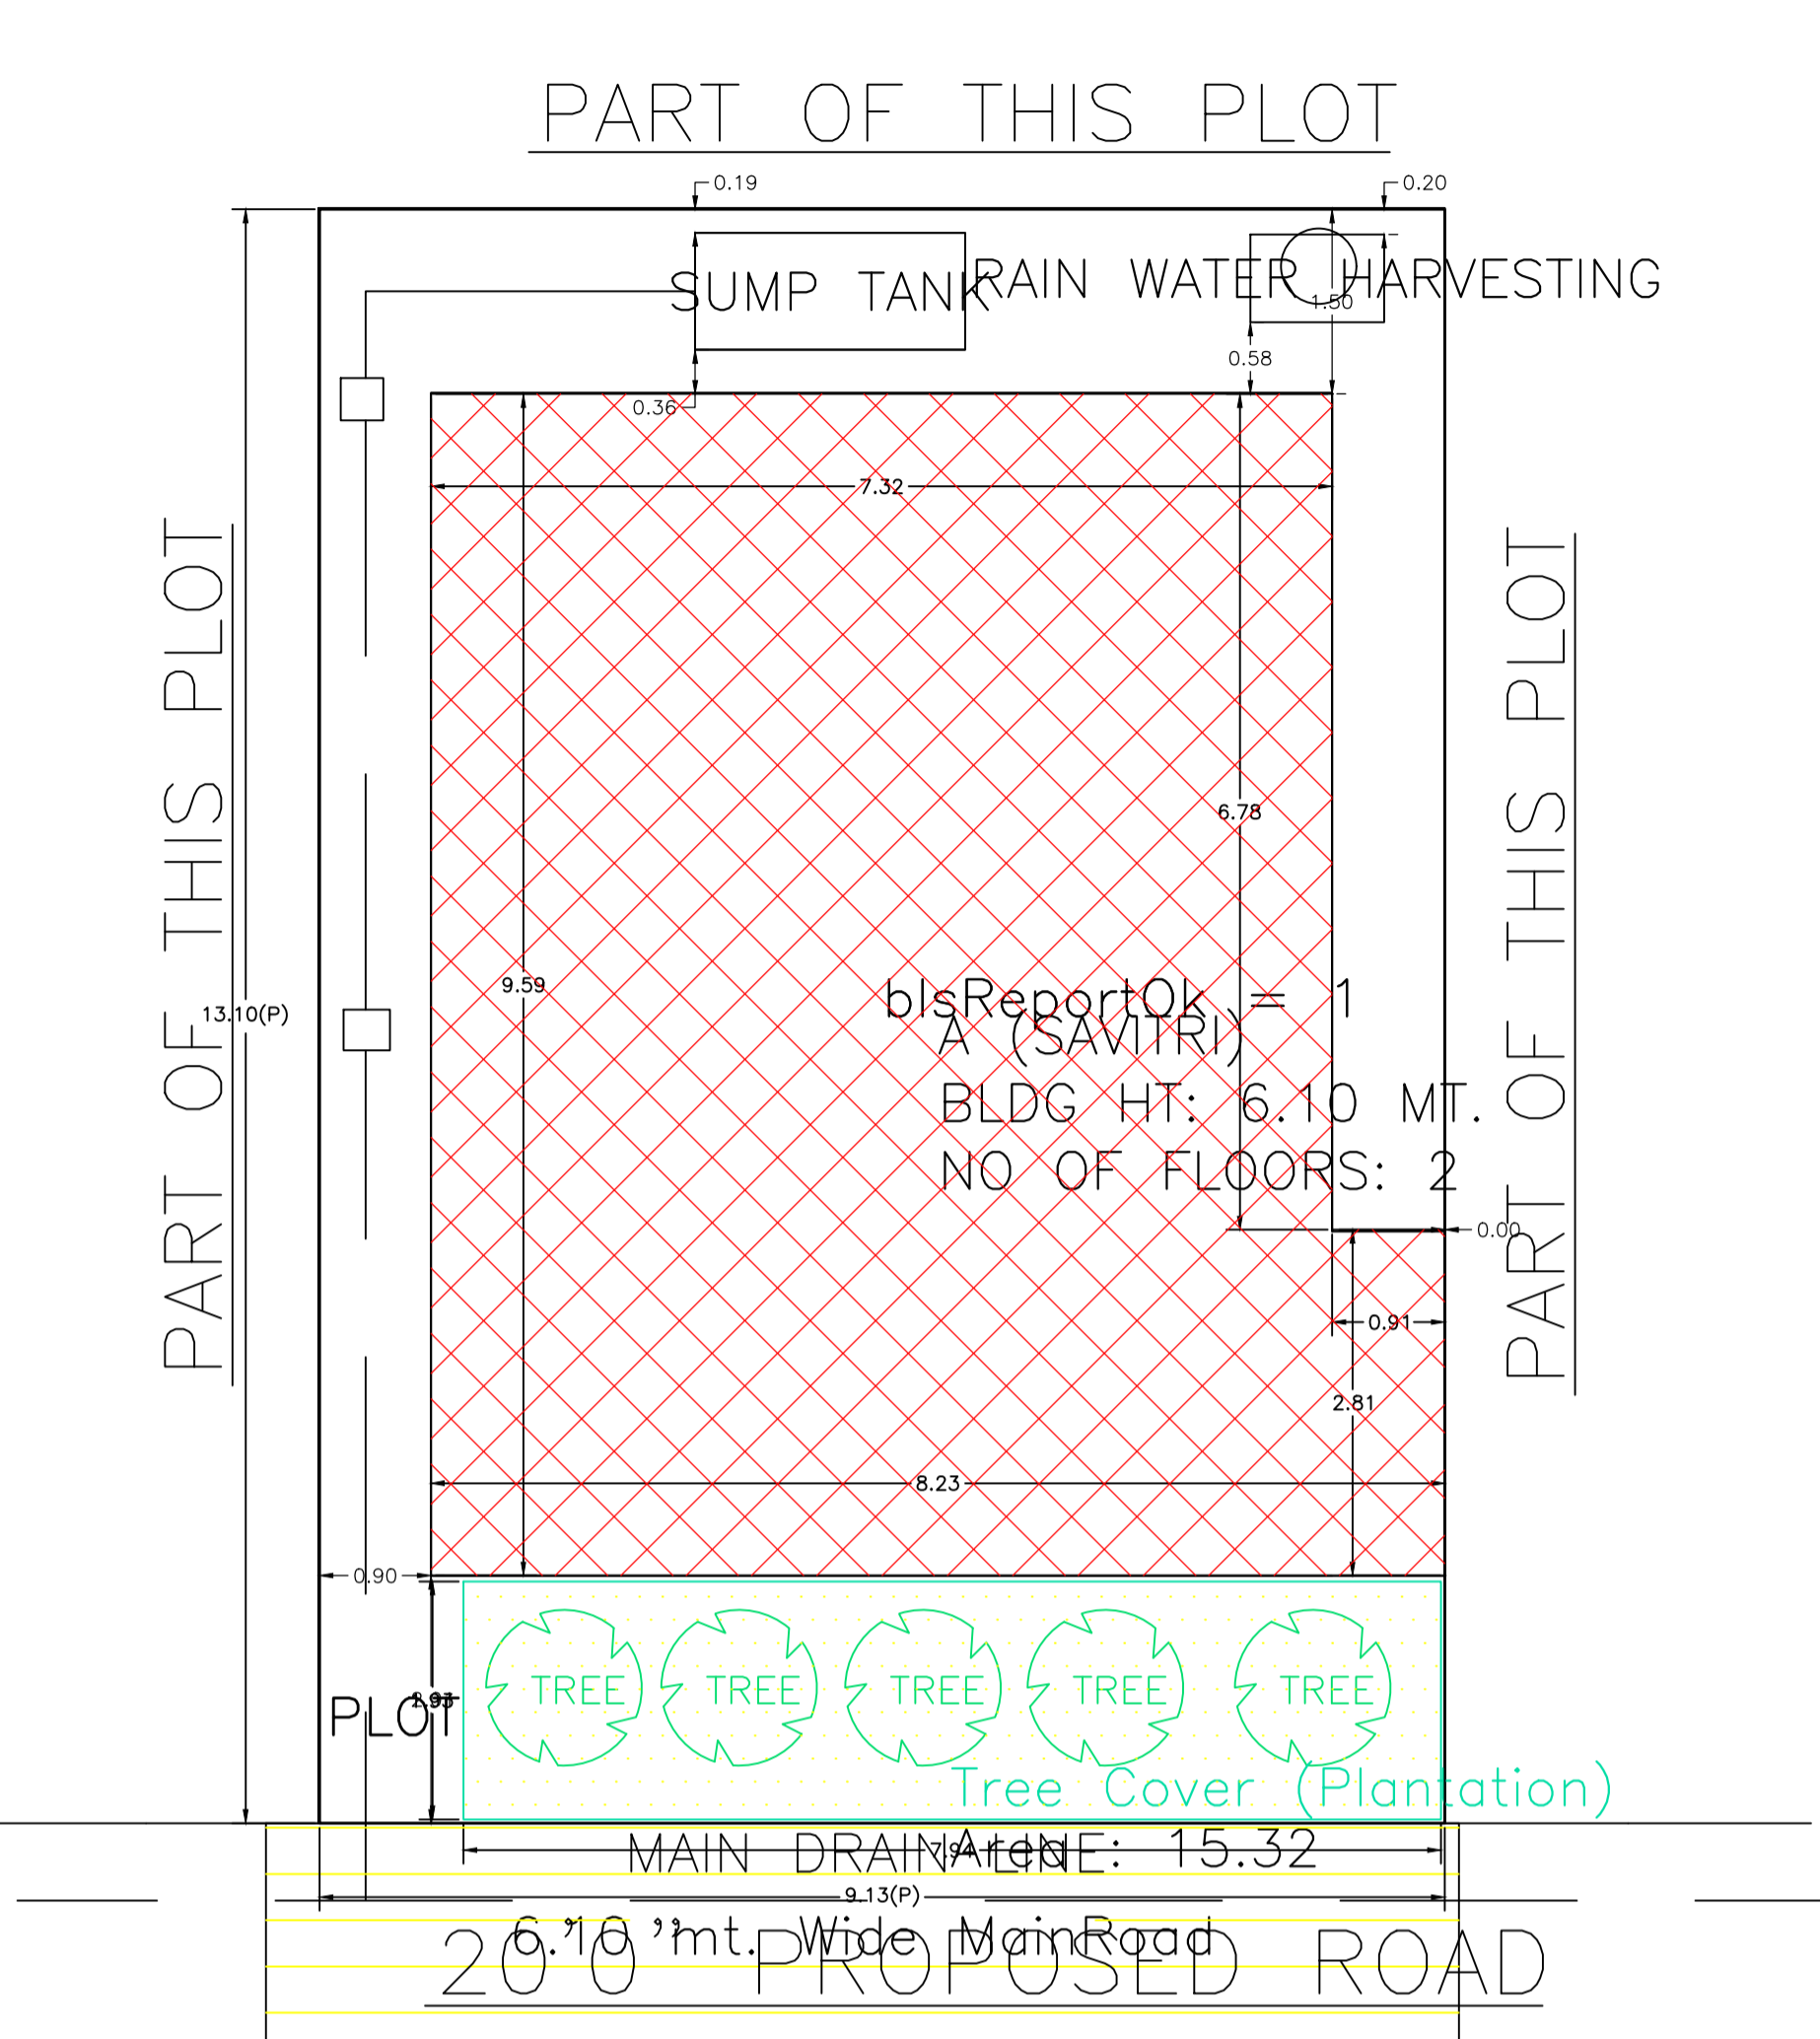 PART OF THIS PLOT
0.19
0.20
SUMP TANK
RAIN WATER HARVESTING
1.50
0.58
0.36
7.32
PART OF THIS PLOT
PART OF THIS PLOT
6.78
9.59
13.10(P)
bIsReportOk = 1
A (SAVITRI)
BLDG HT: 6.10 MT.
NO OF FLOORS: 2
0.00
0.91
2.81
8.23
0.90
TREE TREE TREE TREE TREE
PLOT
Tree Cover (Plantation)
Area: 15.32
MAIN DRAIN LINE
7.94
9.13(P)
6.10 mt. Wide MainRoad
20'0" PROPOSED ROAD